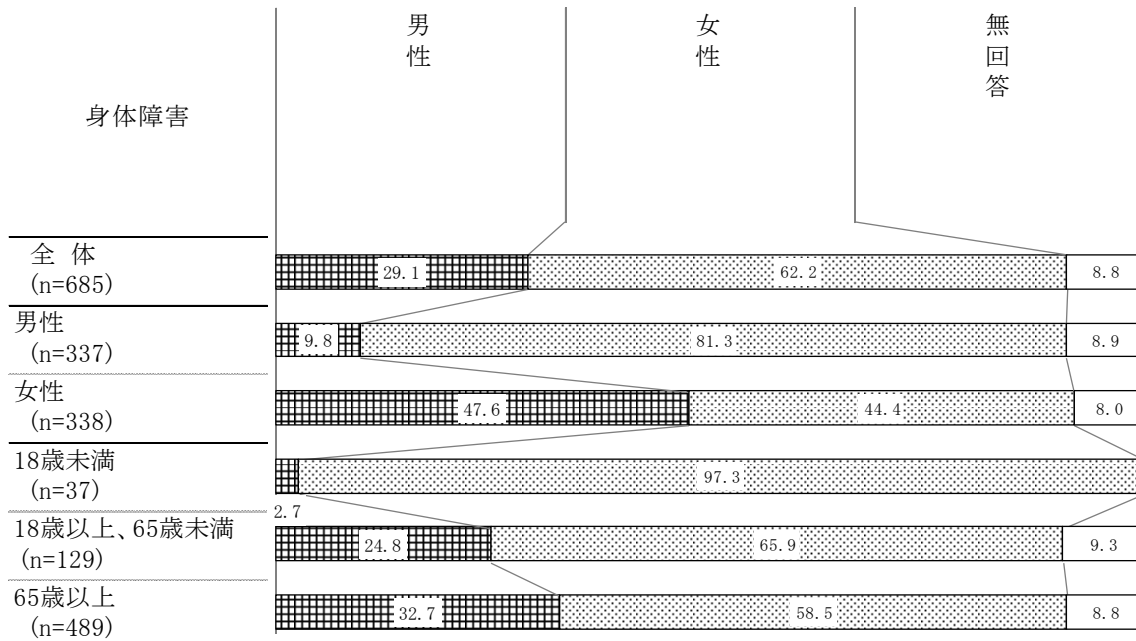 男性
女性
無回答
身体障害
全 体
(n=685)
29.1
62.2
8.8
男性
(n=337)
9.8
81.3
8.9
女性
(n=338)
47.6
44.4
8.0
18歳未満
(n=37)
97.3
2.7
18歳以上、65歳未満
(n=129)
24.8
65.9
9.3
65歳以上
(n=489)
32.7
58.5
8.8